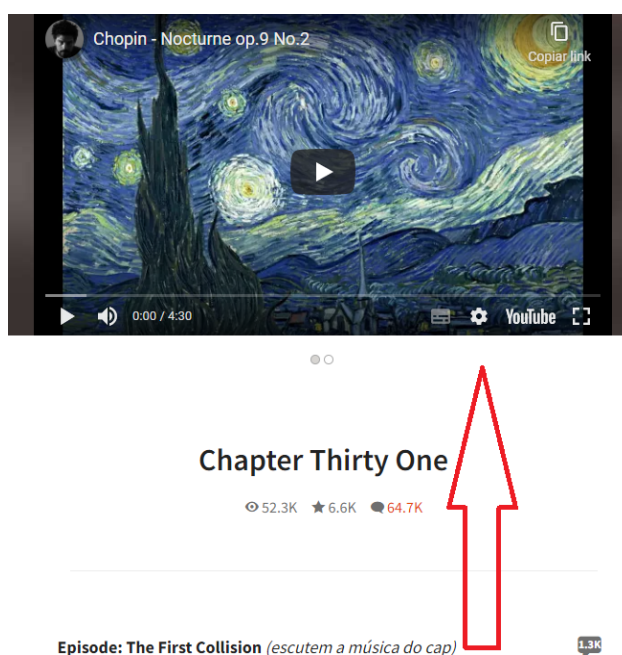 Chopin - Nocturne op.9 No.2
Copiar link
0:00 / 4:30
YouTube
Chapter Thirty One
52.3K 6.6K 64.7K
Episode: The First Collision (escutem a música do cap)
1.3K